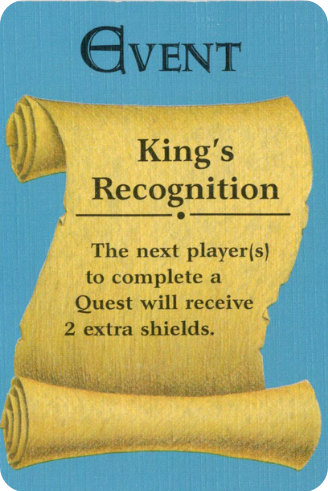 EVENT
King's
Recognition
The next player(s)
to complete a
Quest will receive
2 extra shields.